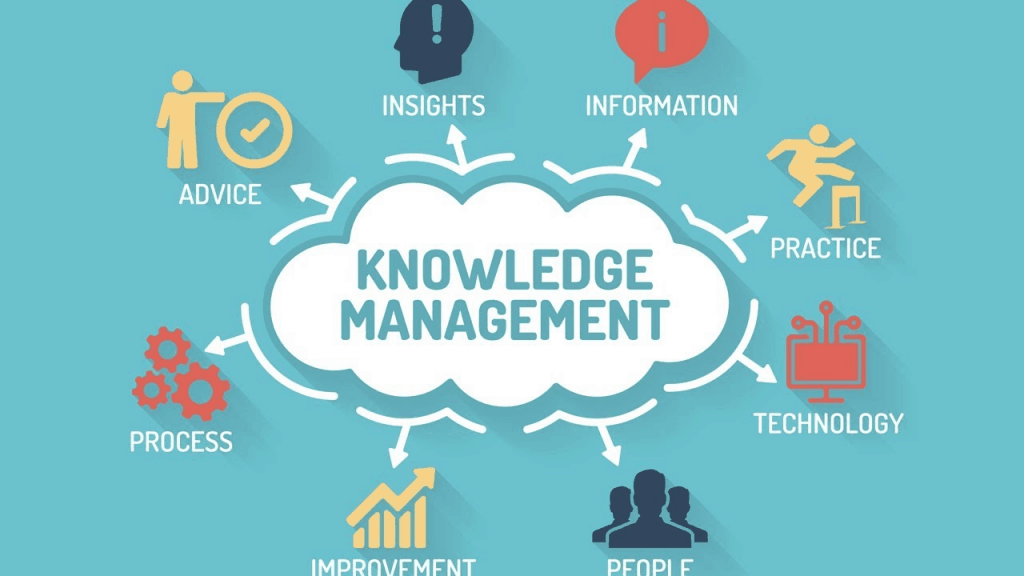 INSIGHTS
INFORMATION
ADVICE
PRACTICE
KNOWLEDGE
MANAGEMENT
TECHNOLOGY
PROCESS
IMPROVEMENT
PEOPLE